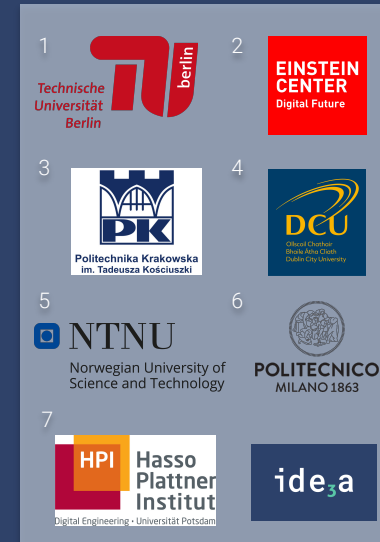 1
Technische
Universität
Berlin
berlin
2
EINSTEIN
CENTER
Digital Future
3
PK
Politechnika Krakowska
im. Tadeusza Kościuszki
4
DCU
Ollscoil Chathair
Bhaile Átha Cliath
Dublin City University
5
NTNU
Norwegian University of
Science and Technology
6
POLITECNICO
MILANO 1863
7
HPI
Hasso
Plattner
Institut
Digital Engineering • Universität Potsdam
ide3a